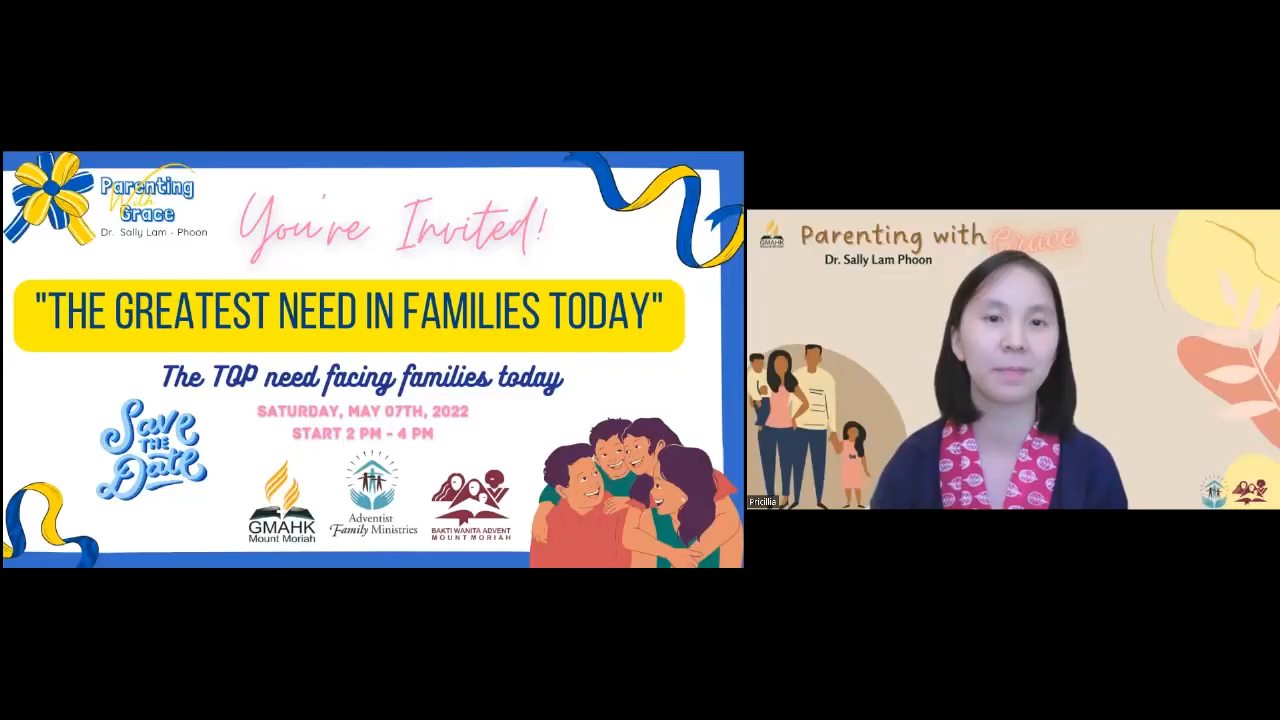 Parenting
With
Grace
Dr. Sally Lam - Phoon
You're Invited!
"THE GREATEST NEED IN FAMILIES TODAY"
The TOP need facing families today
SATURDAY, MAY 07TH, 2022
START 2 PM - 4 PM
Save
THE
Date
GMAHK
Mount Moriah
Adventist
Family Ministries
BAKTI WANITA ADVENT
MOUNT MORIAH
GMAHK
Parenting with Grace
Dr. Sally Lam Phoon
Pricillia